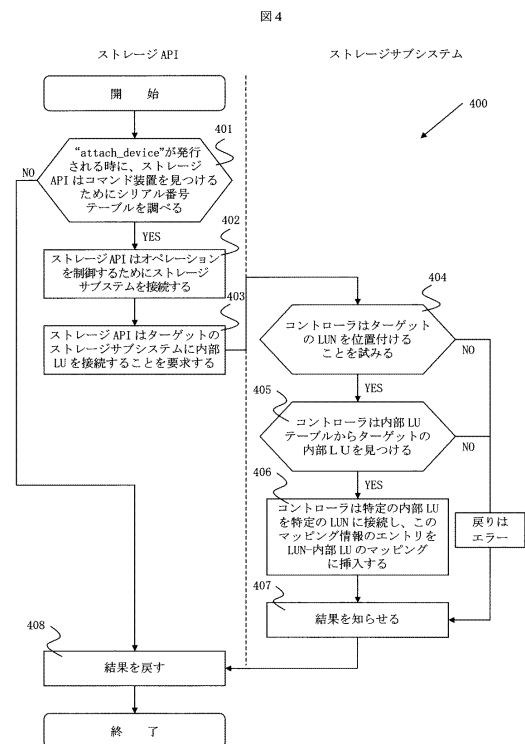 図4
ストレージAPI
ストレージサブシステム
400
開 始
401
“attach_device”が発行
される時に、ストレージ
APIはコマンド装置を見つける
ためにシリアル番号
テーブルを調べる
NO
YES
402
ストレージAPIはオペレーション
を制御するためにストレージ
サブシステムを接続する
403
ストレージAPIはターゲットの
ストレージサブシステムに内部
LUを接続することを要求する
404
コントローラはターゲット
のLUNを位置付ける
ことを試みる
NO
YES
405
コントローラは内部LU
テーブルからターゲットの
内部LUを見つける
NO
YES
406
コントローラは特定の内部LU
を特定のLUNに接続し、この
マッピング情報のエントリを
LUN-内部LUのマッピング
に挿入する
戻りは
エラー
407
結果を知らせる
408
結果を戻す
終 了